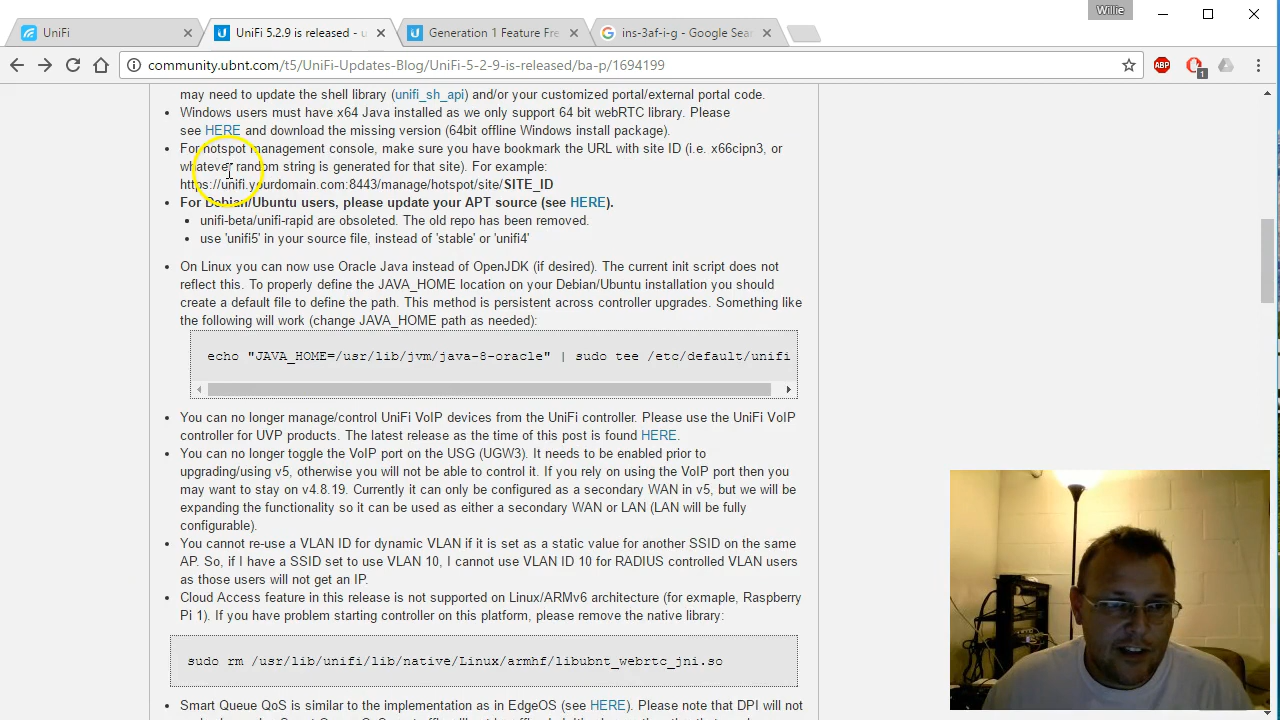 Willie
UniFi
UniFi 5.2.9 is released - u
Generation 1 Feature Fre
ins-3af-i-g - Google Sea
community.ubnt.com/t5/UniFi-Updates-Blog/UniFi-5-2-9-is-released/ba-p/1694199
ABP
1
may need to update the shell library (unifi_sh_api) and/or your customized portal/external portal code.
Windows users must have x64 Java installed as we only support 64 bit webRTC library. Please
see HERE and download the missing version (64bit offline Windows install package).
For hotspot management console, make sure you have bookmark the URL with site ID (i.e. x66cipn3, or
whatever random string is generated for that site). For example:
https://unifi.yourdomain.com:8443/manage/hotspot/site/SITE_ID
For Debian/Ubuntu users, please update your APT source (see HERE).
unifi-beta/unifi-rapid are obsoleted. The old repo has been removed.
use 'unifi5' in your source file, instead of 'stable' or 'unifi4'
On Linux you can now use Oracle Java instead of OpenJDK (if desired). The current init script does not
reflect this. To properly define the JAVA_HOME location on your Debian/Ubuntu installation you should
create a default file to define the path. This method is persistent across controller upgrades. Something like
the following will work (change JAVA_HOME path as needed):
echo "JAVA_HOME=/usr/lib/jvm/java-8-oracle" | sudo tee /etc/default/unifi
You can no longer manage/control UniFi VoIP devices from the UniFi controller. Please use the UniFi VoIP
controller for UVP products. The latest release as the time of this post is found HERE.
You can no longer toggle the VoIP port on the USG (UGW3). It needs to be enabled prior to
upgrading/using v5, otherwise you will not be able to control it. If you rely on using the VoIP port then you
may want to stay on v4.8.19. Currently it can only be configured as a secondary WAN in v5, but we will be
expanding the functionality so it can be used as either a secondary WAN or LAN (LAN will be fully
configurable).
You cannot re-use a VLAN ID for dynamic VLAN if it is set as a static value for another SSID on the same
AP. So, if I have a SSID set to use VLAN 10, I cannot use VLAN ID 10 for RADIUS controlled VLAN users
as those users will not get an IP.
Cloud Access feature in this release is not supported on Linux/ARMv6 architecture (for exmaple, Raspberry
Pi 1). If you have problem starting controller on this platform, please remove the native library:
sudo rm /usr/lib/unifi/lib/native/Linux/armhf/libubnt_webrtc_jni.so
Smart Queue QoS is similar to the implementation as in EdgeOS (see HERE). Please note that DPI will not